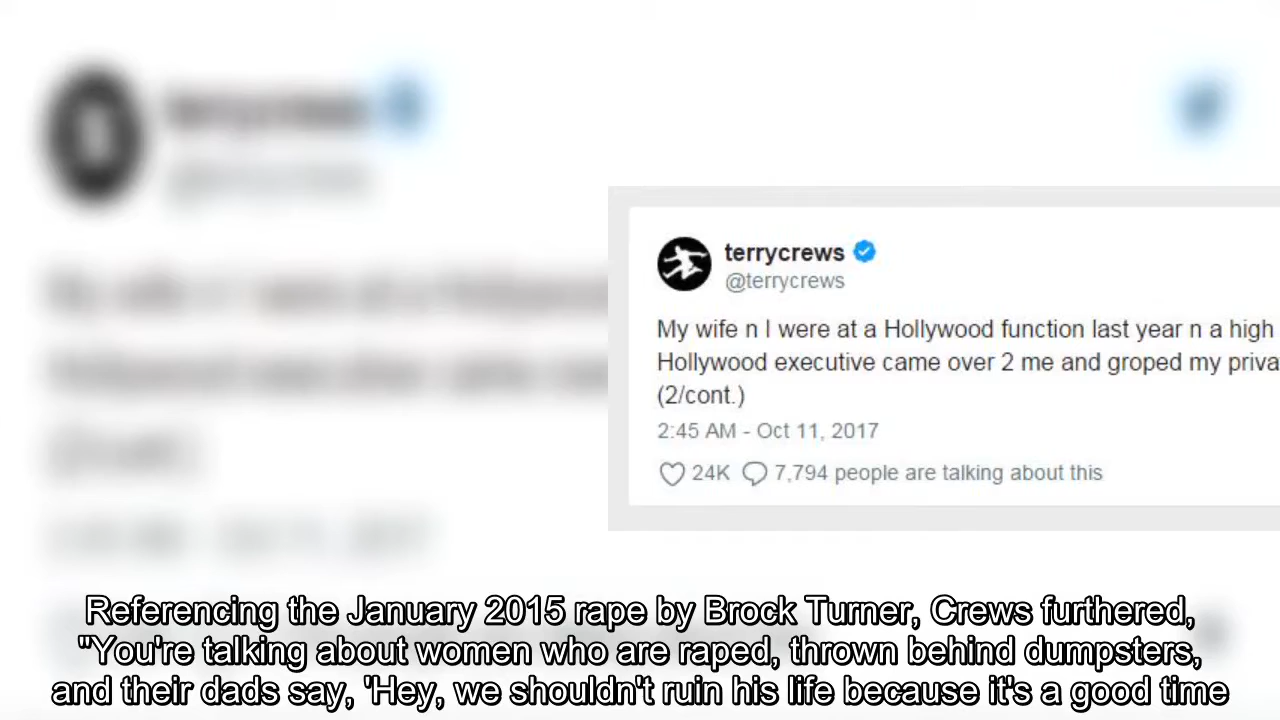 terrycrews
@terrycrews
My wife n I were at a Hollywood function last year n a high
Hollywood executive came over 2 me and groped my
(2/cont.)
2:45 AM - Oct 11, 2017
24K 7,794 people are talking about this
Referencing the January 2015 rape by Brock Turner, Crews furthered,
"You're talking about women who are raped, thrown behind dumpsters,
and their dads say, 'Hey, we shouldn't ruin his life because it's a good time